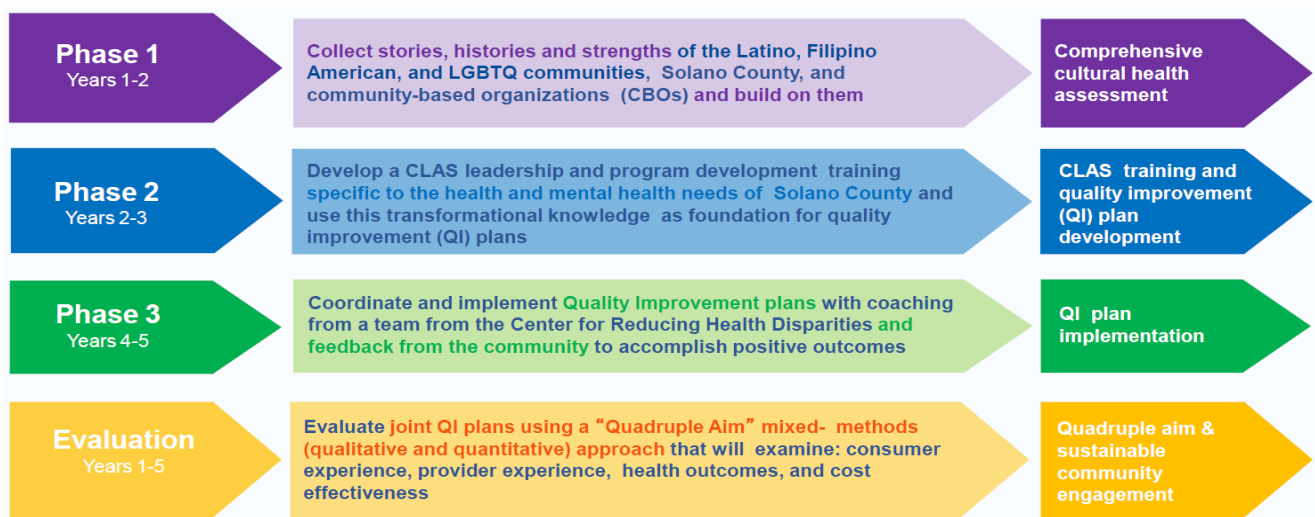 Phase 1
Years 1-2
Collect stories, histories and strengths of the Latino, Filipino
American, and LGBTQ communities, Solano County, and
community-based organizations (CBOs) and build on them
Comprehensive
cultural health
assessment
Phase 2
Years 2-3
Develop a CLAS leadership and program development training
specific to the health and mental health needs of Solano County and
use this transformational knowledge as foundation for quality
improvement (QI) plans
CLAS training and
quality improvement
(QI) plan
development
Phase 3
Years 4-5
Coordinate and implement Quality Improvement plans with coaching
from a team from the Center for Reducing Health Disparities and
feedback from the community to accomplish positive outcomes
QI plan
implementation
Evaluation
Years 1-5
Evaluate joint QI plans using a “Quadruple Aim” mixed- methods
(qualitative and quantitative) approach that will examine: consumer
experience, provider experience, health outcomes, and cost
effectiveness
Quadruple aim &
sustainable
community
engagement